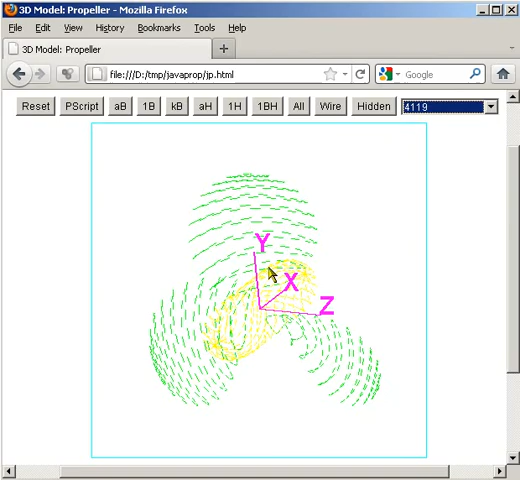 3D Model: Propeller - Mozilla Firefox
File Edit View History Bookmarks Tools Help
3D Model: Propeller
file:///D:/tmp/javaprop/jp.html
Google
Reset PScript aB 1B kB aH 1H 1BH All Wire Hidden 4119
Y
X
Z